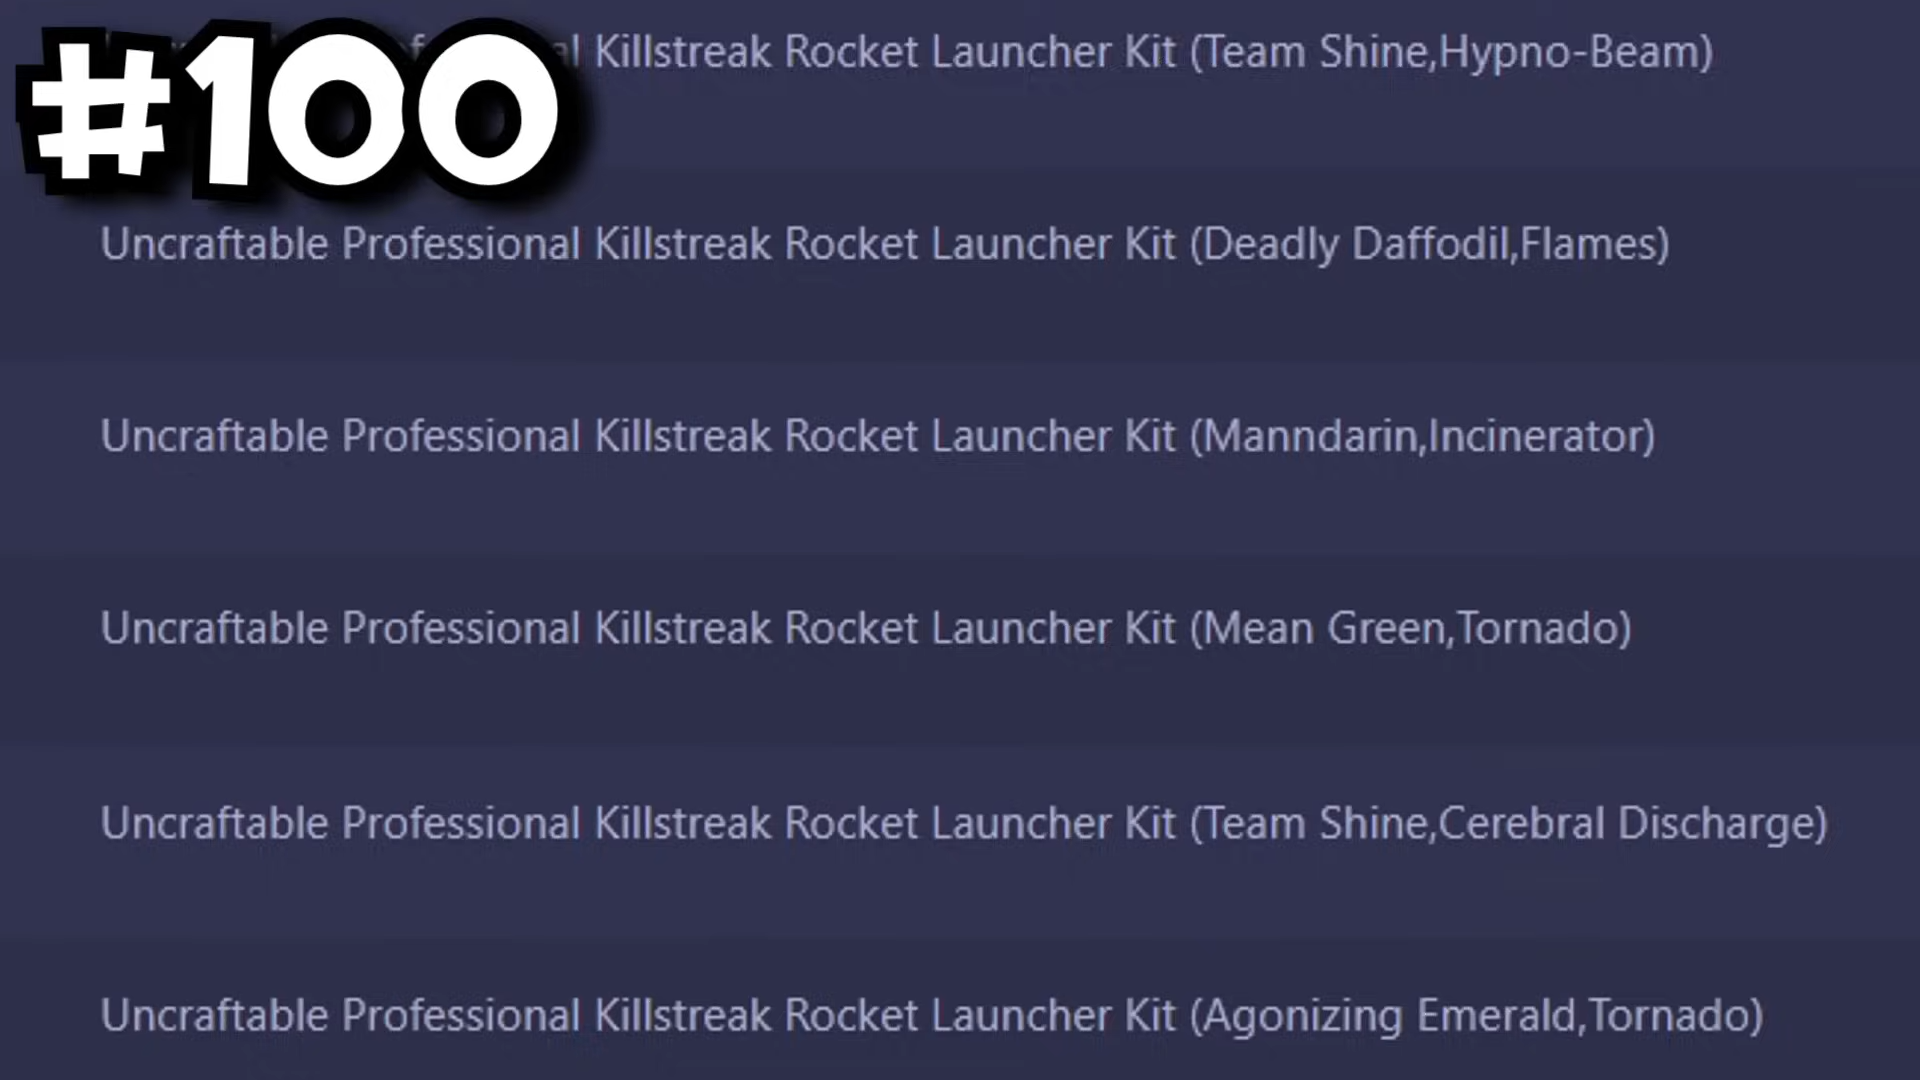 #100
Killstreak Rocket Launcher Kit (Team Shine,Hypno-Beam)
Uncraftable Professional Killstreak Rocket Launcher Kit (Deadly Daffodil,Flames)
Uncraftable Professional Killstreak Rocket Launcher Kit (Manndarin,Incinerator)
Uncraftable Professional Killstreak Rocket Launcher Kit (Mean Green,Tornado)
Uncraftable Professional Killstreak Rocket Launcher Kit (Team Shine,Cerebral Discharge)
Uncraftable Professional Killstreak Rocket Launcher Kit (Agonizing Emerald,Tornado)